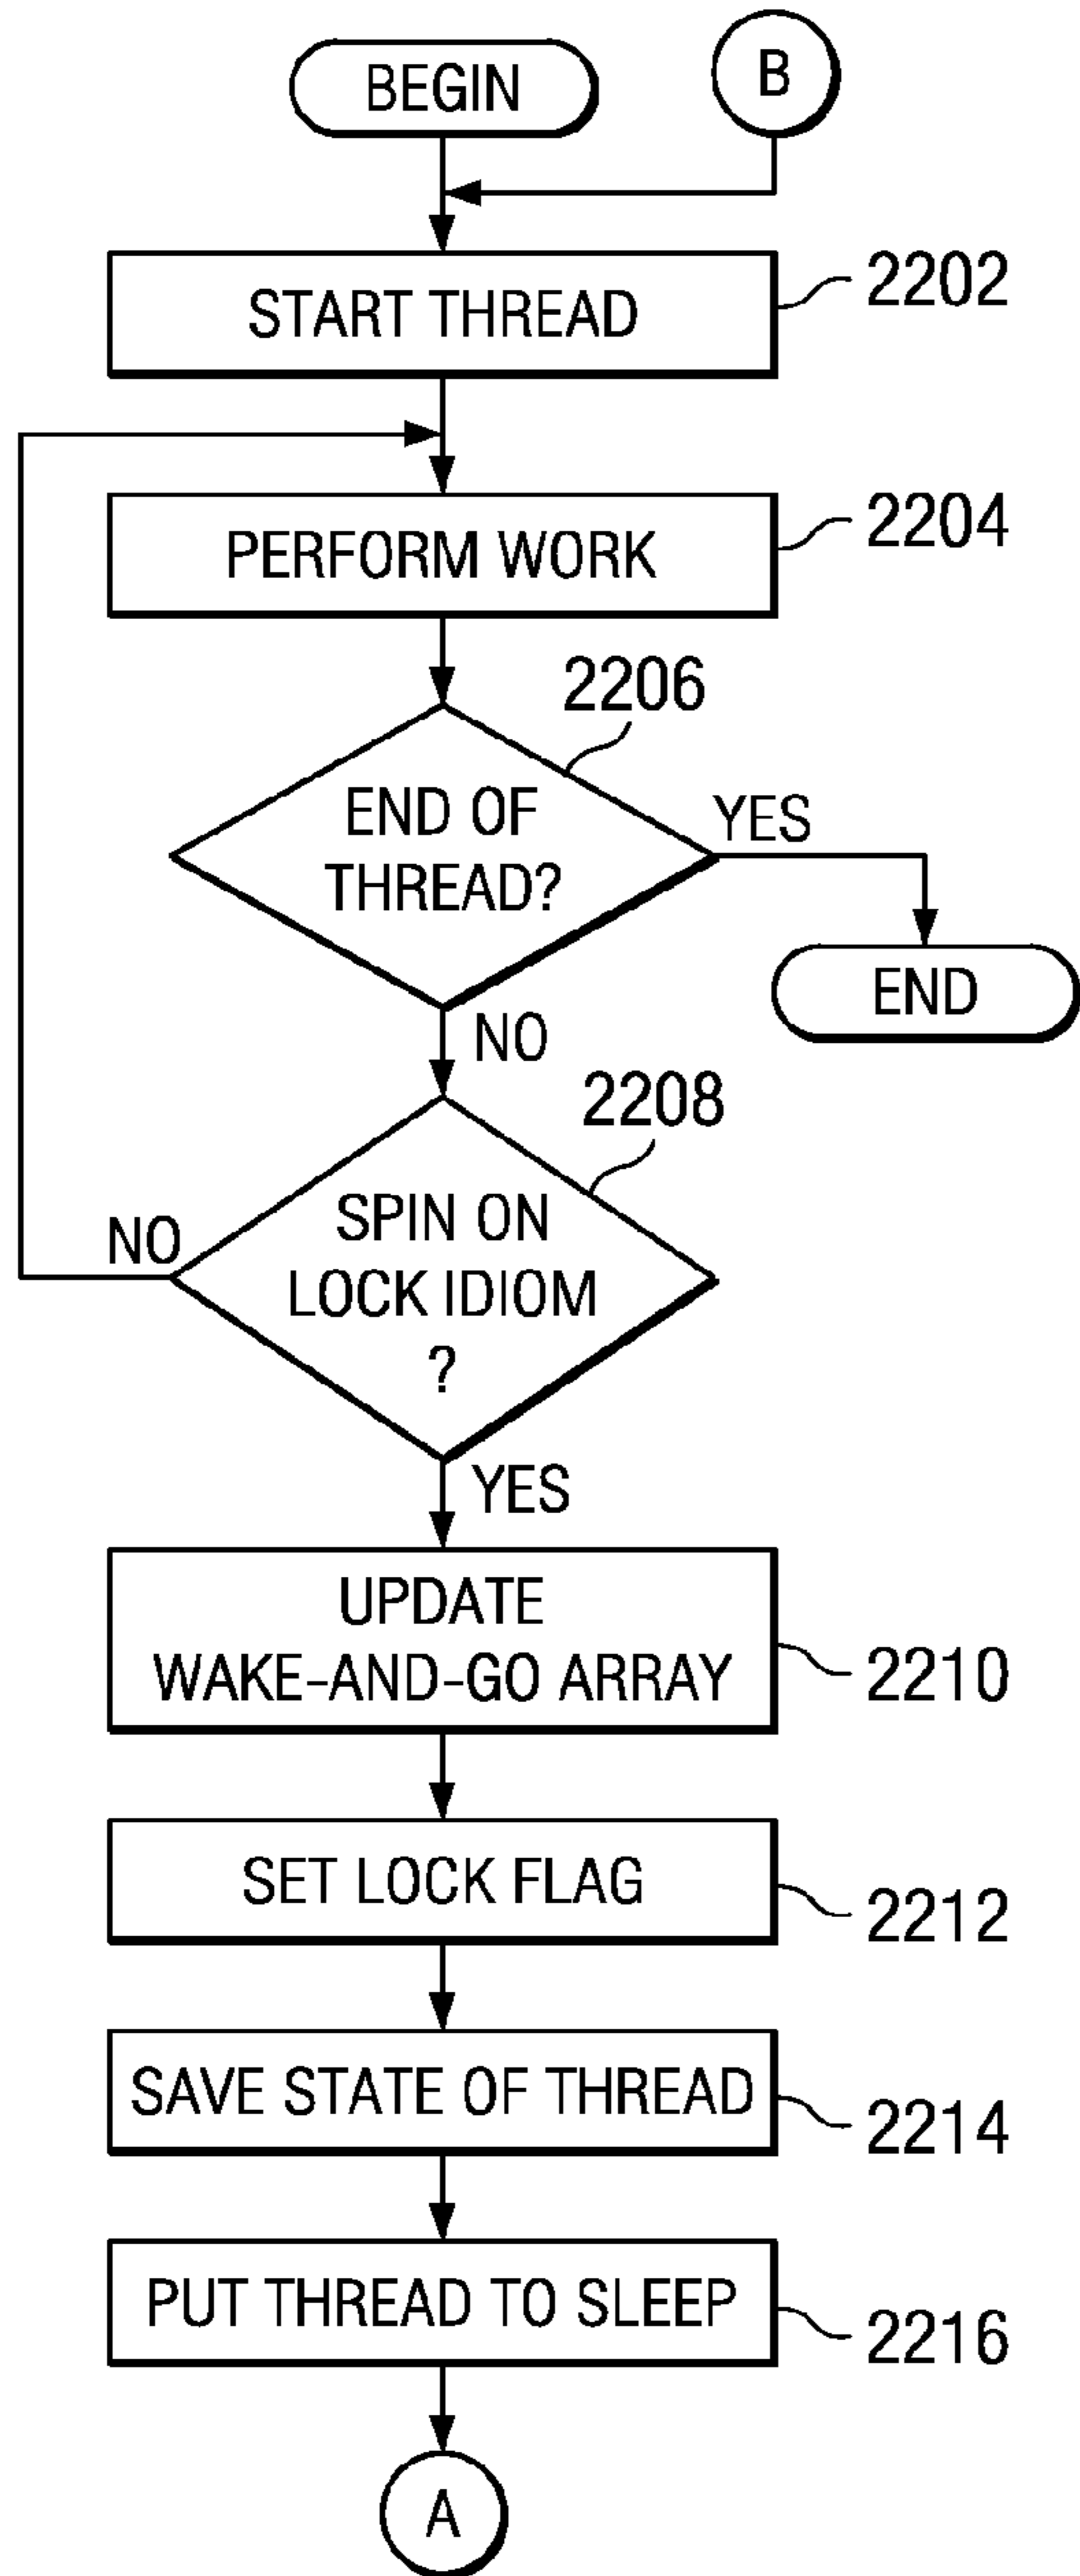 BEGIN
B
START THREAD
2202
PERFORM WORK
2204
2206
END OF
THREAD?
YES
END
NO
2208
SPIN ON
LOCK IDIOM
?
NO
YES
UPDATE
WAKE-AND-GO ARRAY
2210
SET LOCK FLAG
2212
SAVE STATE OF THREAD
2214
PUT THREAD TO SLEEP
2216
A